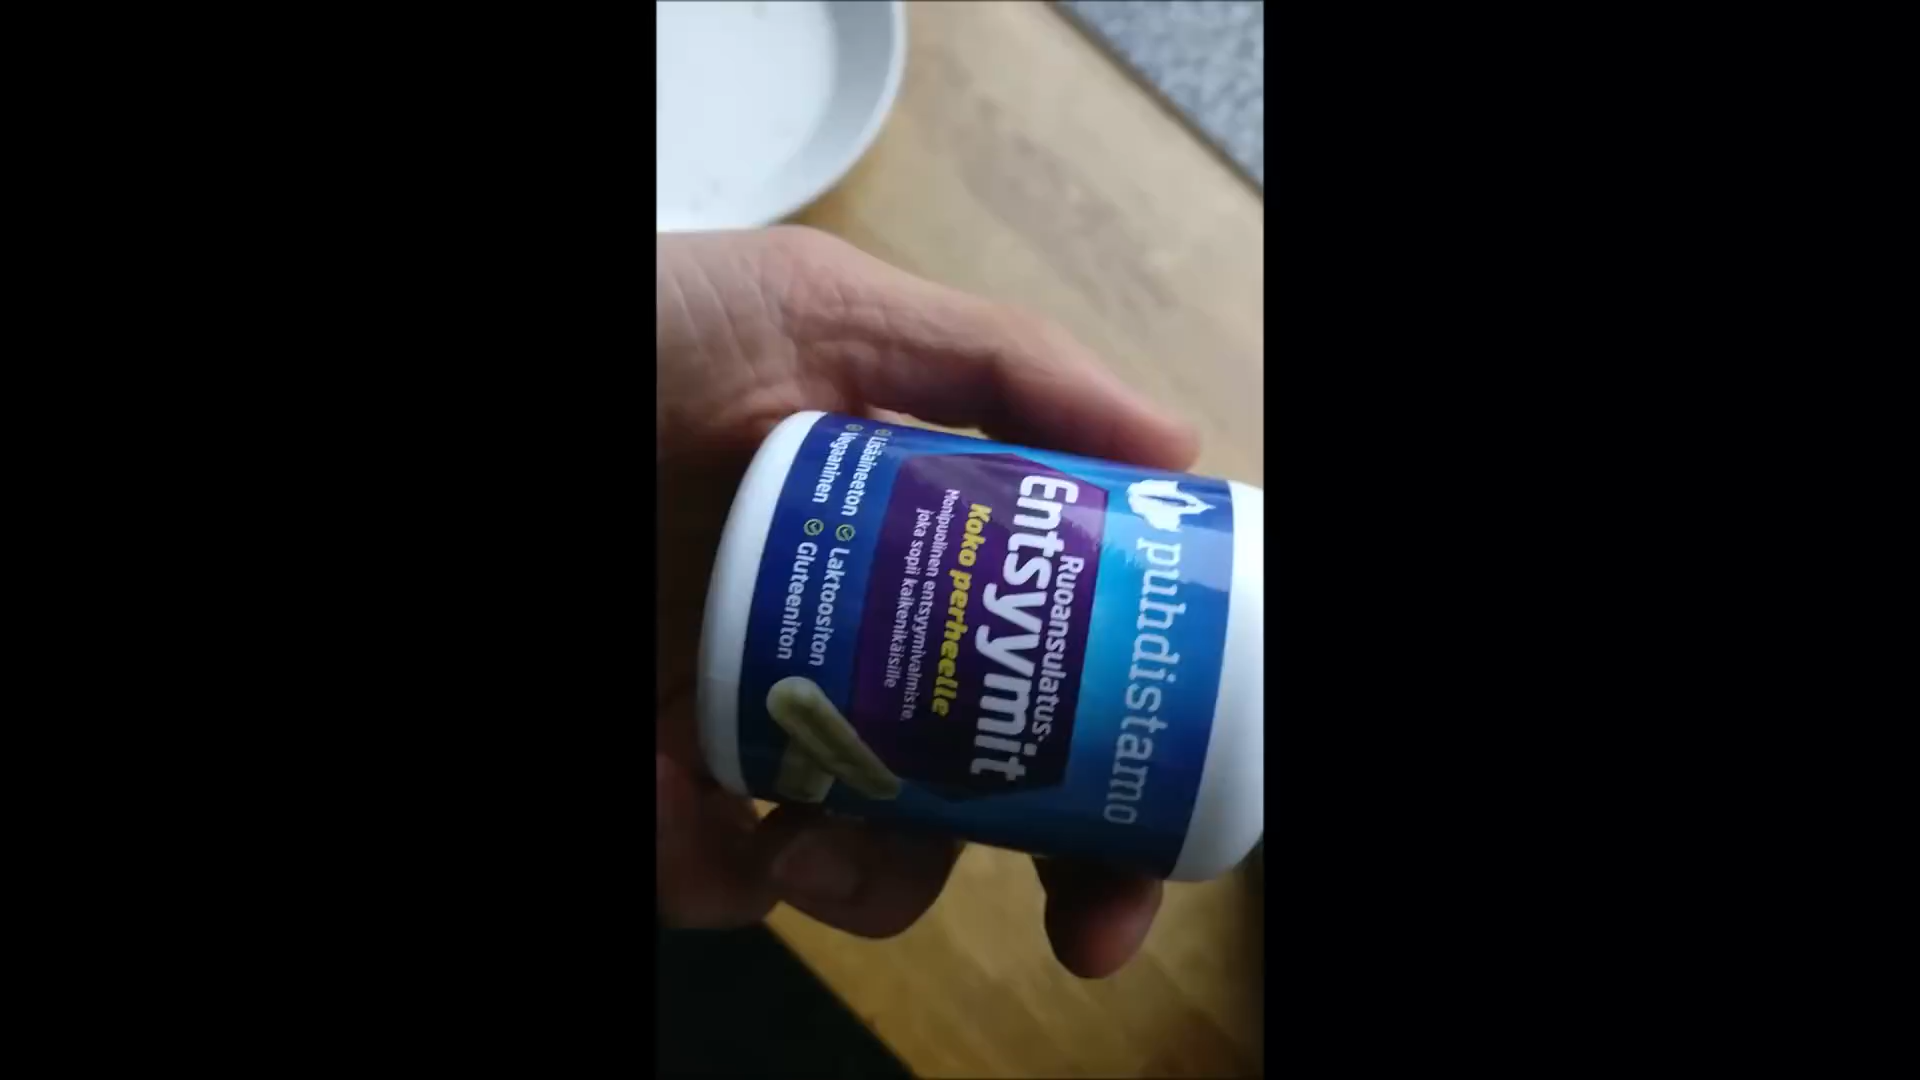 puhdistamo
Ruoansulatus-
Entsyymit
Koko perheelle
Monipuolinen entsyymivalmiste,
joka sopii kaikenikäisille
Lisäaineeton Laktoositon
Vegaaninen Gluteeniton